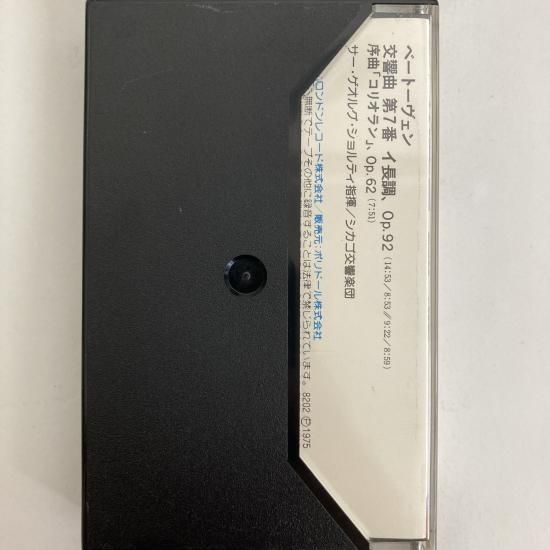 ベートーヴェン
交響曲 第7番 イ長調、Op.92 (14:53/8:53//9:22/8:59)
序曲「コリオラン」、Op.62 (7:51)
サー・ゲオルグ・ショルティ指揮/シカゴ交響楽団
ロンドンレコード株式会社/販売元:ポリドール株式会社
無断でテープその他に録音することは法律で禁じられています。 8202 Ⓟ1975